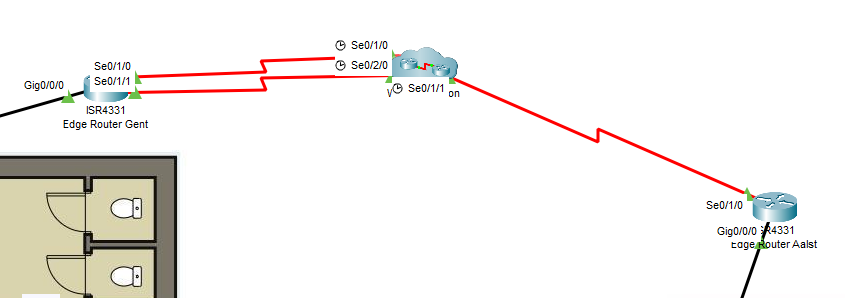 Se0/1/0
Se0/1/0
Se0/2/0
Se0/1/1
Gig0/0/0
Se0/1/1
on
ISR4331
Edge Router Gent
Se0/1/0
Gig0/0/0
R4331
Edge Router Aalst